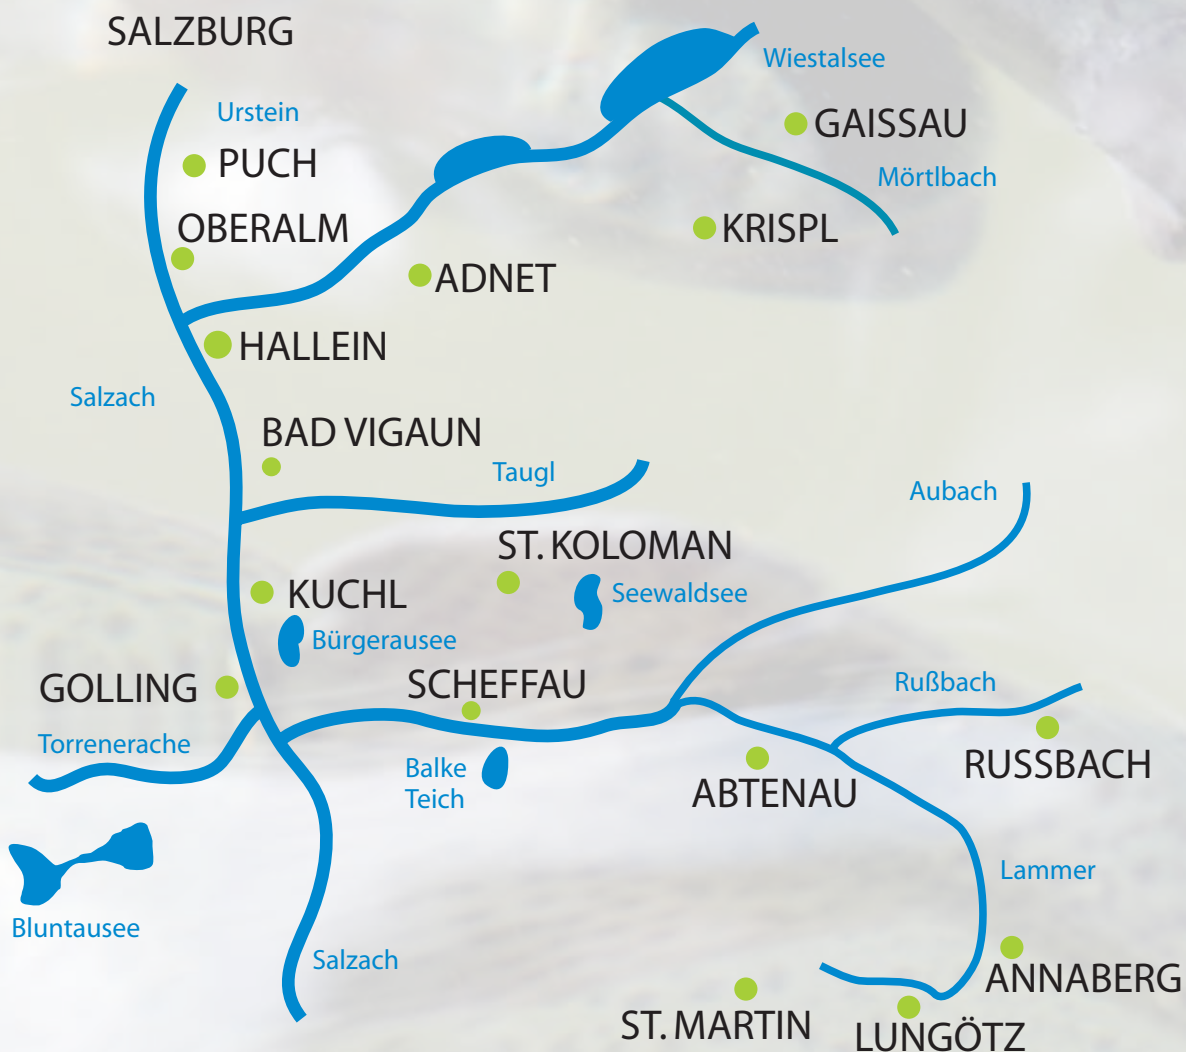 SALZBURG
Wiestalsee
Urstein
GAISSAU
PUCH
Mörtlbach
OBERALM
KRISPL
ADNET
HALLEIN
Salzach
BAD VIGAUN
Taugl
Aubach
ST. KOLOMAN
KUCHL
Seewaldsee
Bürgerausee
GOLLING
SCHEFFAU
Rußbach
Torrenerache
Balke
Teich
RUSSBACH
ABTENAU
Lammer
Bluntausee
Salzach
ANNABERG
ST. MARTIN
LUNGÖTZ